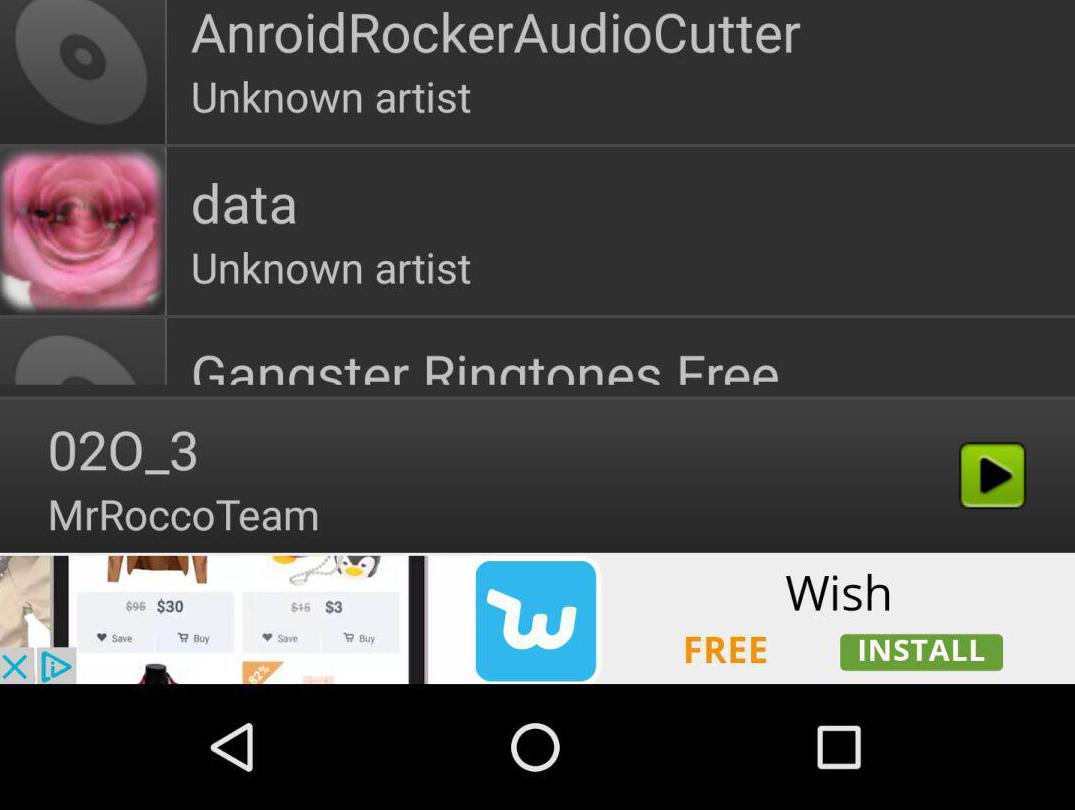 AnroidRockerAudioCutter
Unknown artist
data
Unknown artist
Gangster Ringtones Free
02O_3
MrRoccoTeam
$95 $30
Save Buy
$15 $3
Save Buy
82%
Wish
FREE
INSTALL